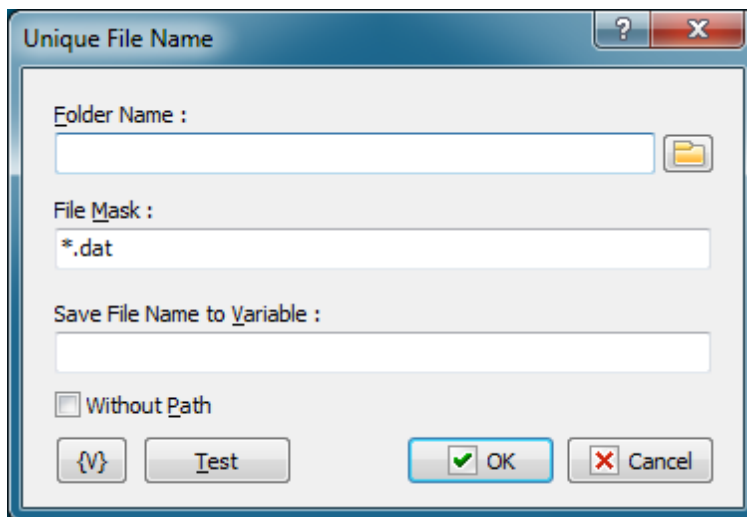 Unique File Name
?
Folder Name :
File Mask :
*.dat
Save File Name to Variable :
Without Path
{V} Test OK Cancel